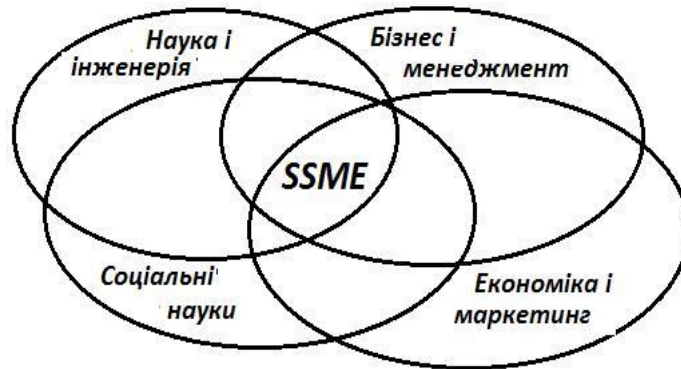 Наука і
інженерія
Бізнес і
менеджмент
SSME
Соціальні
науки
Економіка і
маркетинг